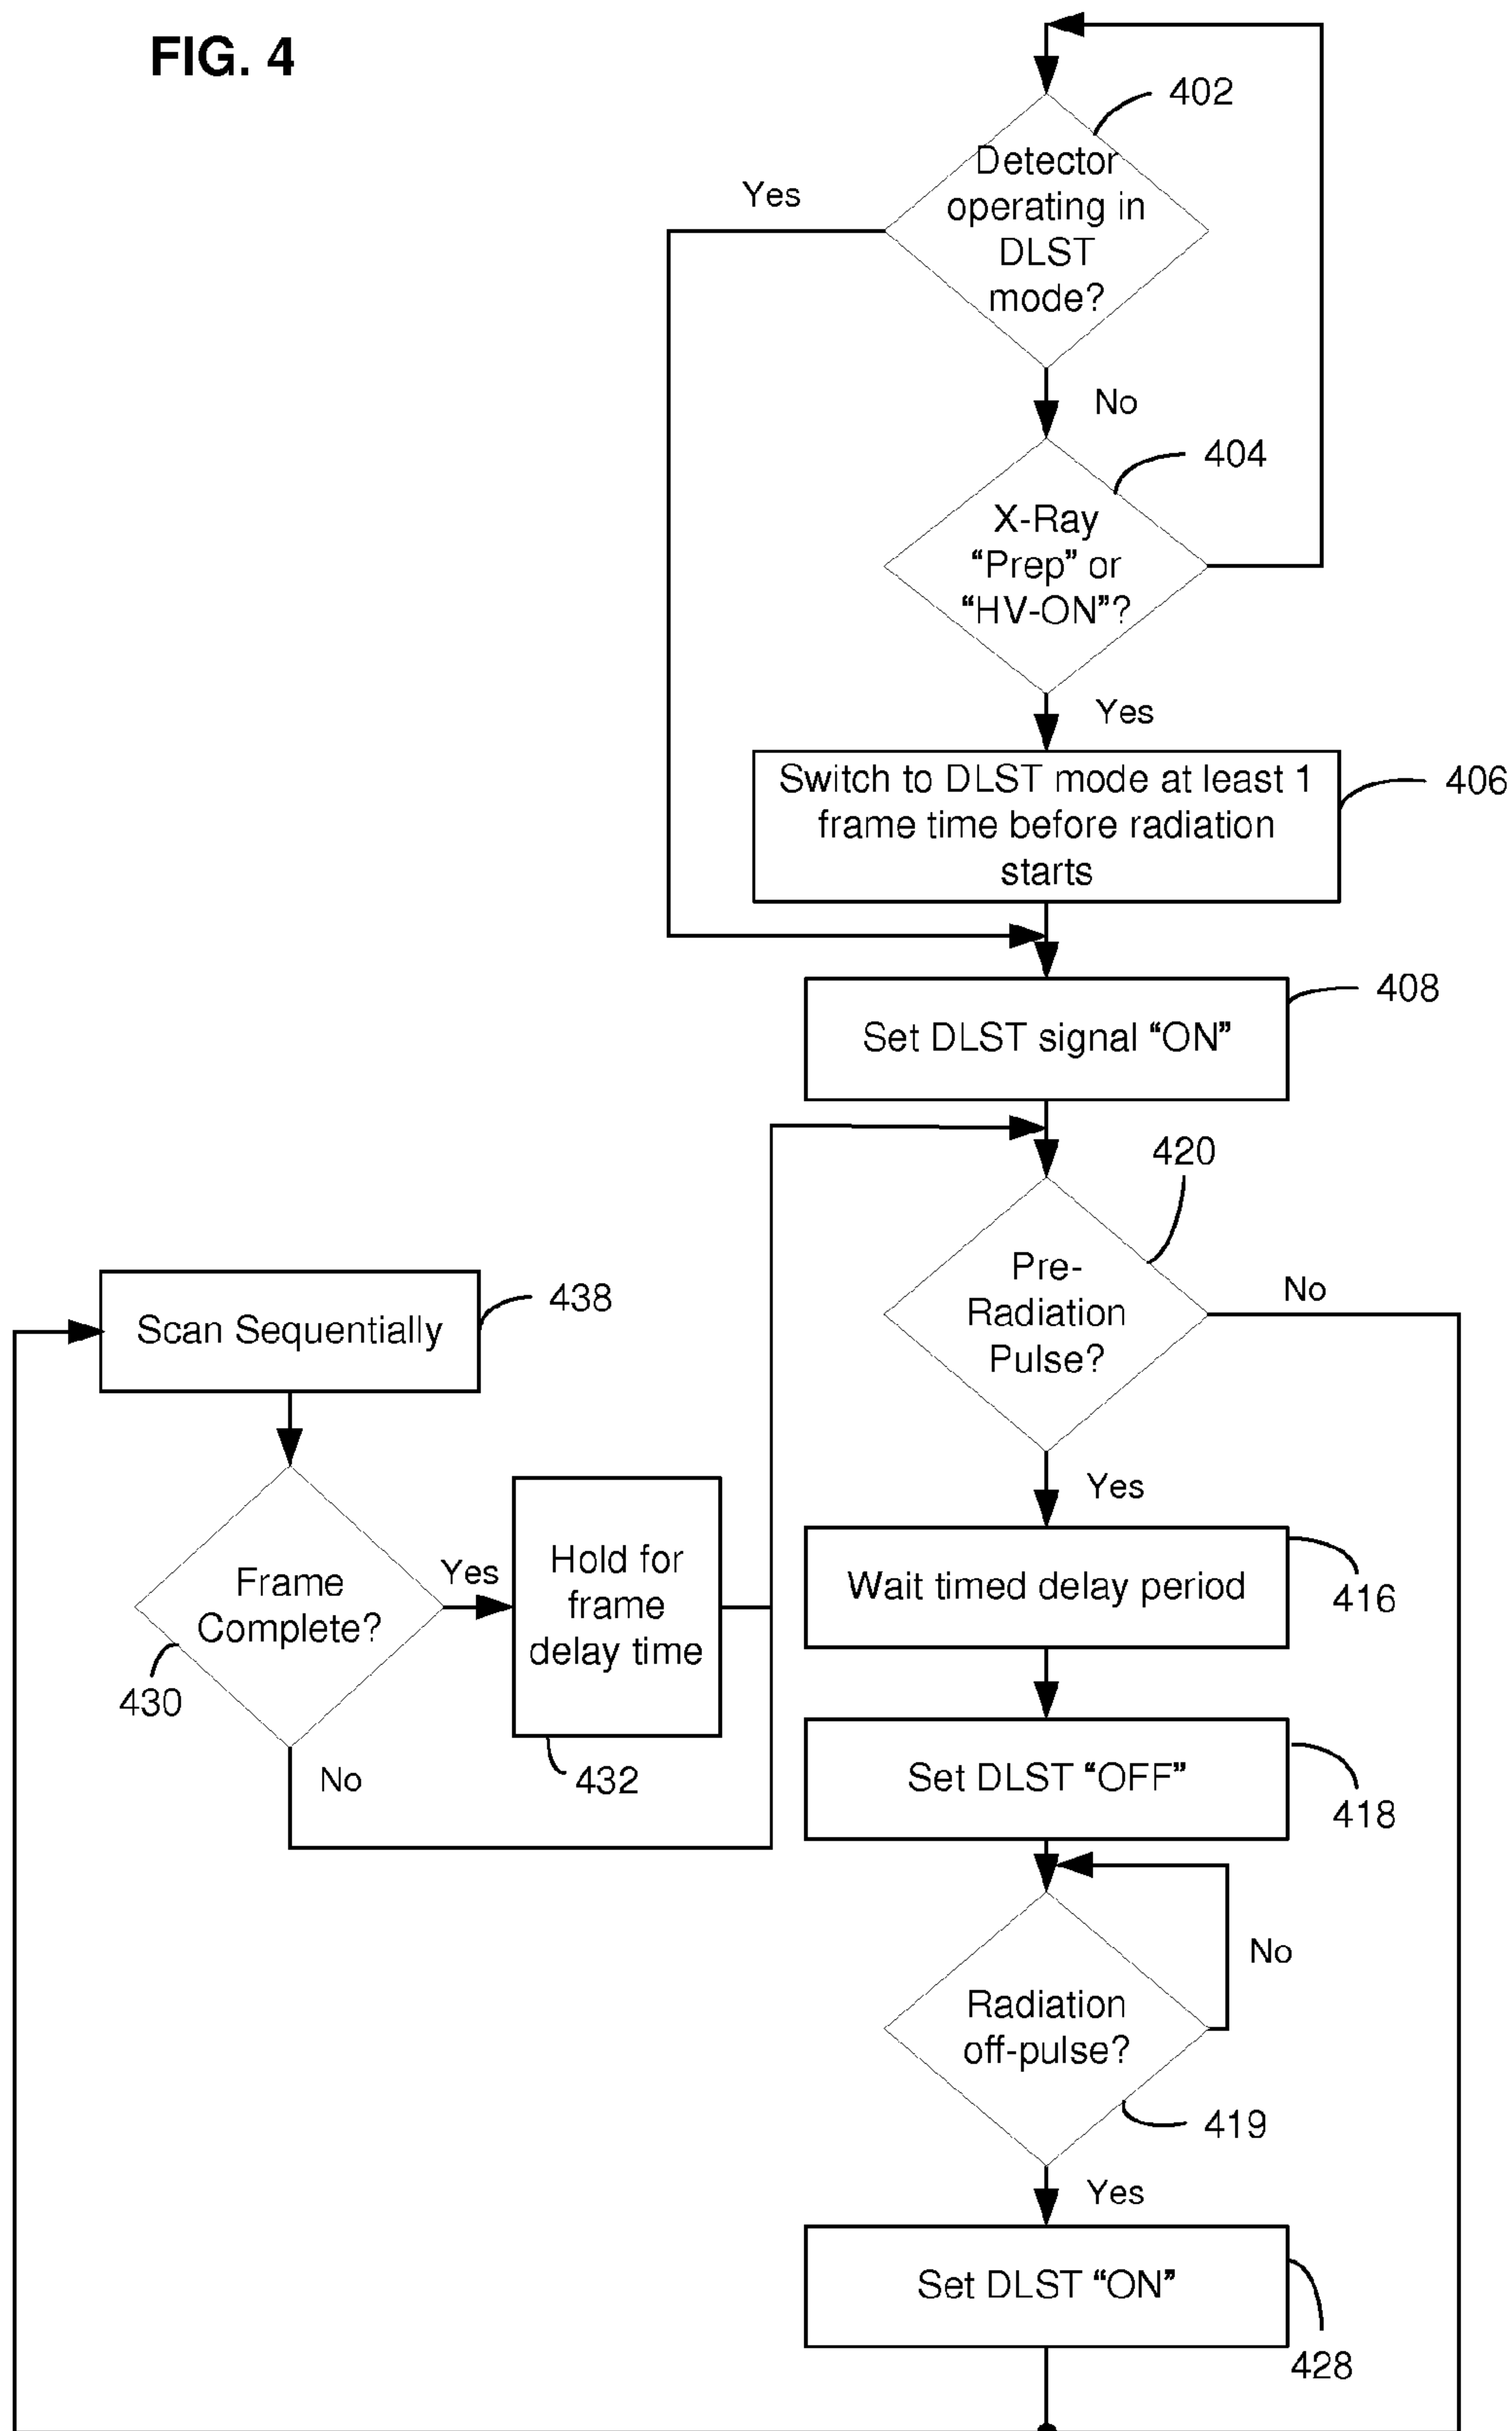 FIG. 4
402
Detector
operating in
DLST
mode?
Yes
No
404
X-Ray
“Prep” or
“HV-ON”?
Yes
Switch to DLST mode at least 1
frame time before radiation
starts
406
408
Set DLST signal “ON”
420
Pre-
Radiation
Pulse?
No
Yes
438
Scan Sequentially
Frame
Complete?
430
Yes
No
Hold for
frame
delay time
432
Wait timed delay period
416
Set DLST “OFF”
418
Radiation
off-pulse?
No
419
Yes
Set DLST “ON”
428